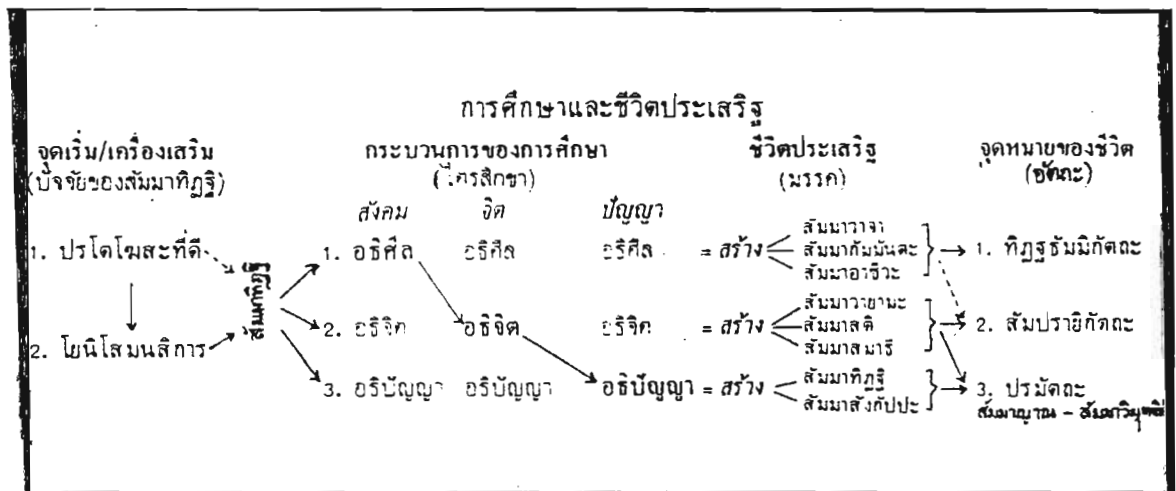 การศึกษาและชีวิตประเสริฐ
จุดเริ่ม/เครื่องเสริม กระบวนการของการศึกษา ชีวิตประเสริฐ จุดหมายของชีวิต
(ปัจจัยของสัมมาทิฏฐิ) (ไตรสิกขา) (มรรค) (อัตถะ)
สังคม จิต ปัญญา
สัมมาวาจา
1. ปรโตโฆสะที่ดี 1. อธิศีล อธิศีล อธิศีล = สร้าง สัมมากัมมันตะ 1. ทิฏฐธัมมิกัตถะ
สัมมาอาชีวะ
สัมมาทิฏฐิ
สัมมาวายามะ
2. โยนิโสมนสิการ 2. อธิจิต อธิจิต อธิจิต = สร้าง สัมมาสติ 2. สัมปรายิกัตถะ
สัมมาสมาธิ
3. อธิปัญญา อธิปัญญา อธิปัญญา = สร้าง สัมมาทิฏฐิ 3. ปรมัตถะ
สัมมาสังกัปปะ
สัมมาญาณ - สัมมาวิมุตติ